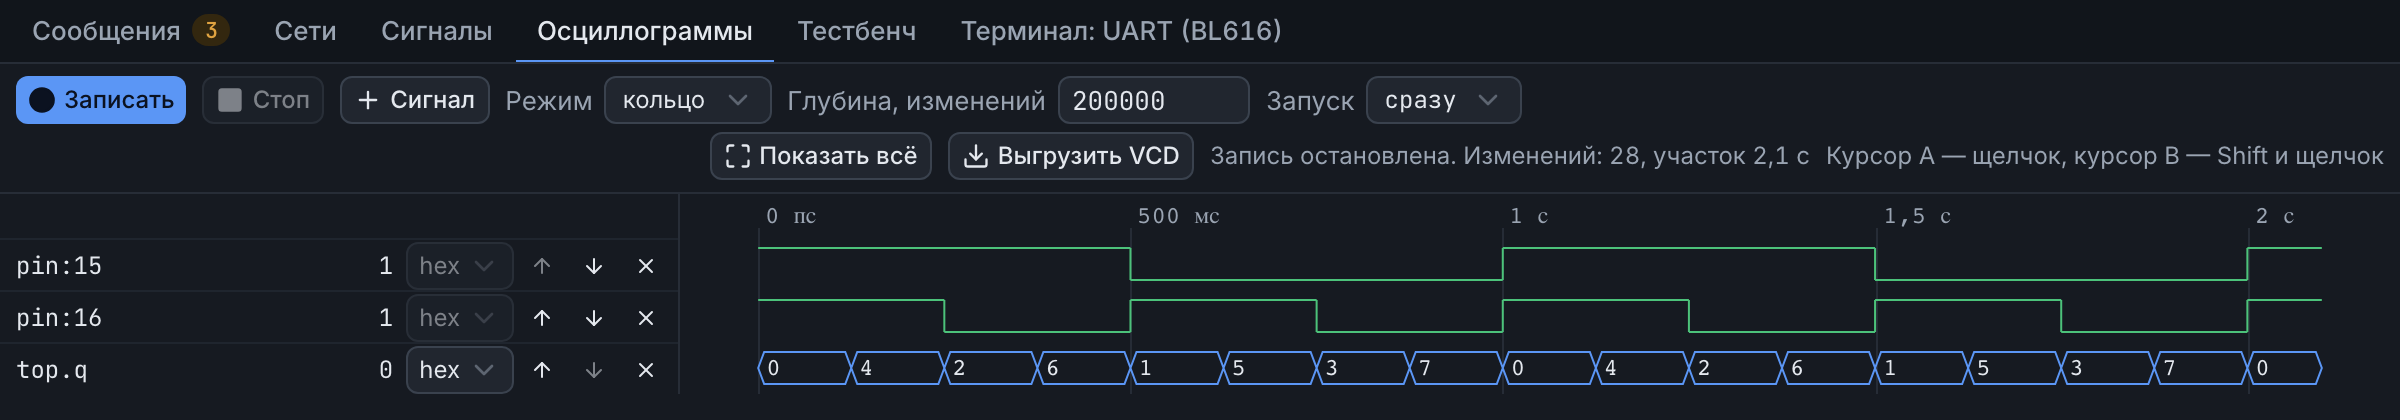 Сообщения 3 Сети Сигналы Осциллограммы Тестбенч Терминал: UART (BL616)
Записать Стоп + Сигнал Режим кольцо Глубина, изменений 200000 Запуск сразу
Показать всё Выгрузить VCD Запись остановлена. Изменений: 28, участок 2,1 с Курсор A — щелчок, курсор B — Shift и щелчок
0 пс 500 мс 1 с 1,5 с 2 с
pin:15 1 hex
pin:16 1 hex
top.q 0 hex 0 4 2 6 1 5 3 7 0 4 2 6 1 5 3 7 0